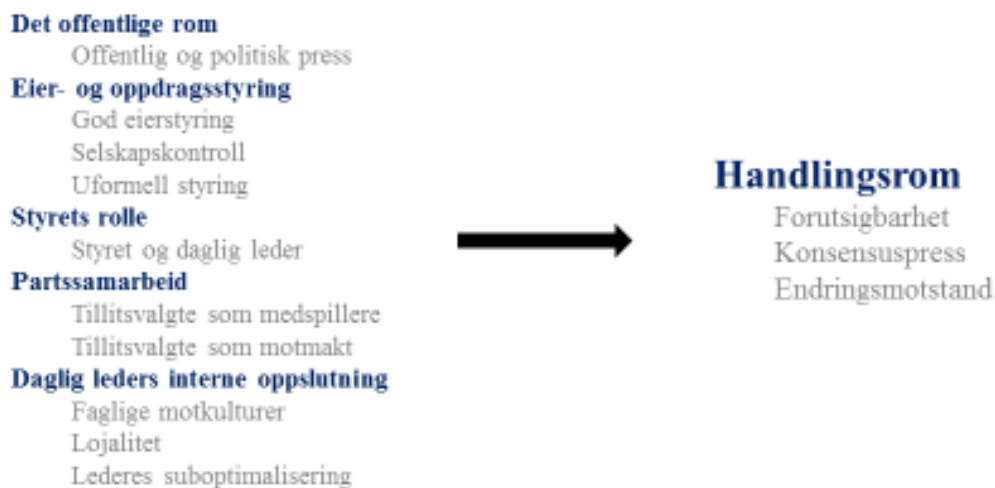 Det offentlige rom
Offentlig og politisk press
Eier- og oppdragsstyring
God eierstyring
Selskapskontroll
Uformell styring
Styrets rolle
Styret og daglig leder
Partssamarbeid
Tillitsvalgte som medspillere
Tillitsvalgte som motmakt
Daglig leders interne oppslutning
Faglige motkulturer
Lojalitet
Lederes suboptimalisering
Handlingsrom
Forutsigbarhet
Konsensuspress
Endringsmotstand